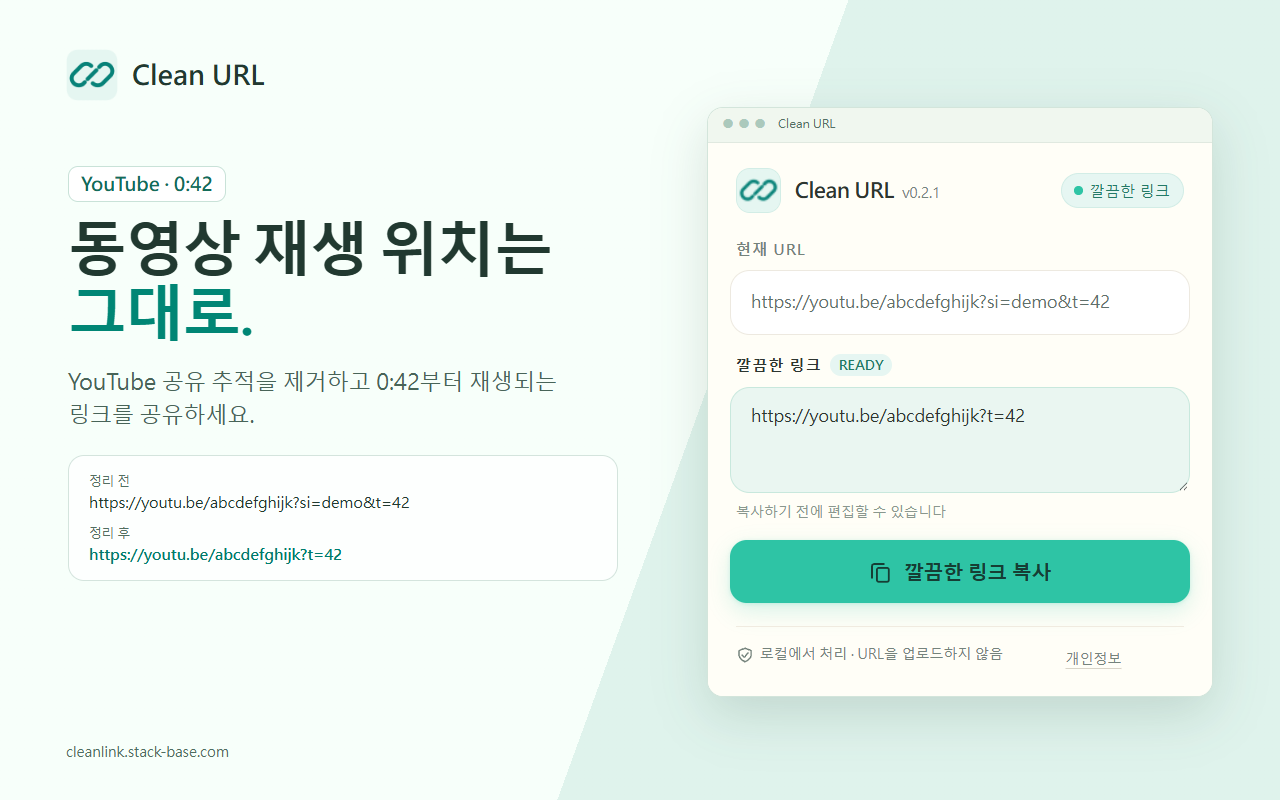 Clean URL
YouTube · 0:42
동영상 재생 위치는
그대로.
YouTube 공유 추적을 제거하고 0:42부터 재생되는
링크를 공유하세요.
정리 전
https://youtu.be/abcdefghijk?si=demo&t=42
정리 후
https://youtu.be/abcdefghijk?t=42
cleanlink.stack-base.com
Clean URL
Clean URL v0.2.1
깔끔한 링크
현재 URL
https://youtu.be/abcdefghijk?si=demo&t=42
깔끔한 링크 READY
https://youtu.be/abcdefghijk?t=42
복사하기 전에 편집할 수 있습니다
깔끔한 링크 복사
로컬에서 처리 · URL을 업로드하지 않음
개인정보